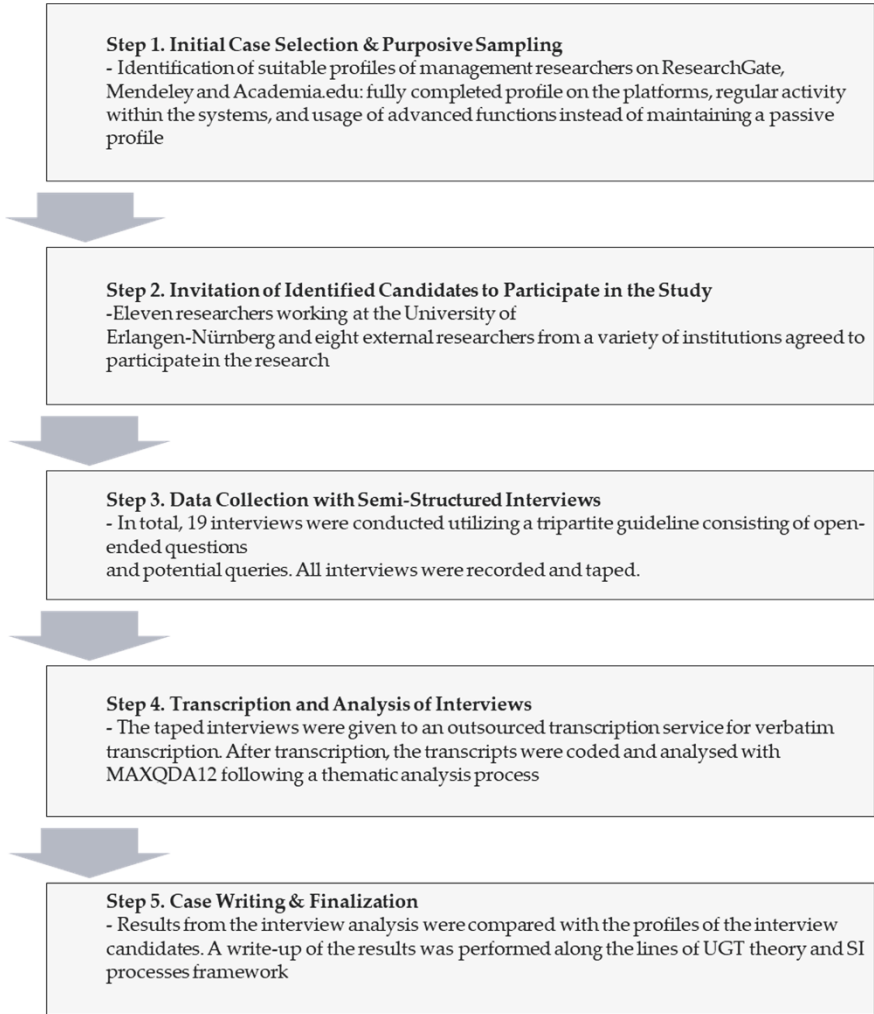 Step 1. Initial Case Selection & Purposive Sampling
- Identification of suitable profiles of management researchers on ResearchGate,
Mendeley and Academia.edu: fully completed profile on the platforms, regular activity
within the systems, and usage of advanced functions instead of maintaining a passive
profile
Step 2. Invitation of Identified Candidates to Participate in the Study
-Eleven researchers working at the University of
Erlangen-Nürnberg and eight external researchers from a variety of institutions agreed to
participate in the research
Step 3. Data Collection with Semi-Structured Interviews
- In total, 19 interviews were conducted utilizing a tripartite guideline consisting of open-
ended questions
and potential queries. All interviews were recorded and taped.
Step 4. Transcription and Analysis of Interviews
- The taped interviews were given to an outsourced transcription service for verbatim
transcription. After transcription, the transcripts were coded and analysed with
MAXQDA12 following a thematic analysis process
Step 5. Case Writing & Finalization
- Results from the interview analysis were compared with the profiles of the interview
candidates. A write-up of the results was performed along the lines of UGT theory and SI
processes framework